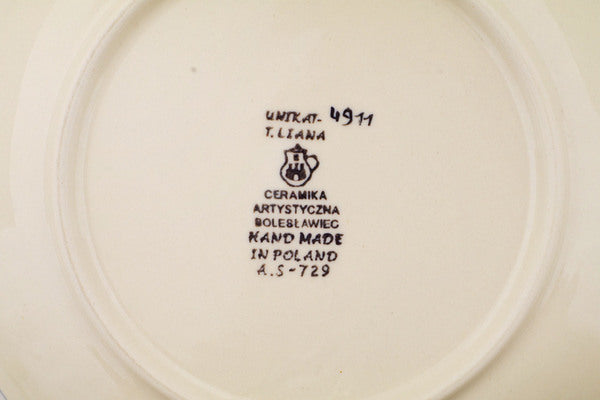 UNIKAT- 4911
T. LIANA
CERAMIKA
ARTYSTYCZNA
BOLESŁAWIEC
HAND MADE
IN POLAND
A.S-729